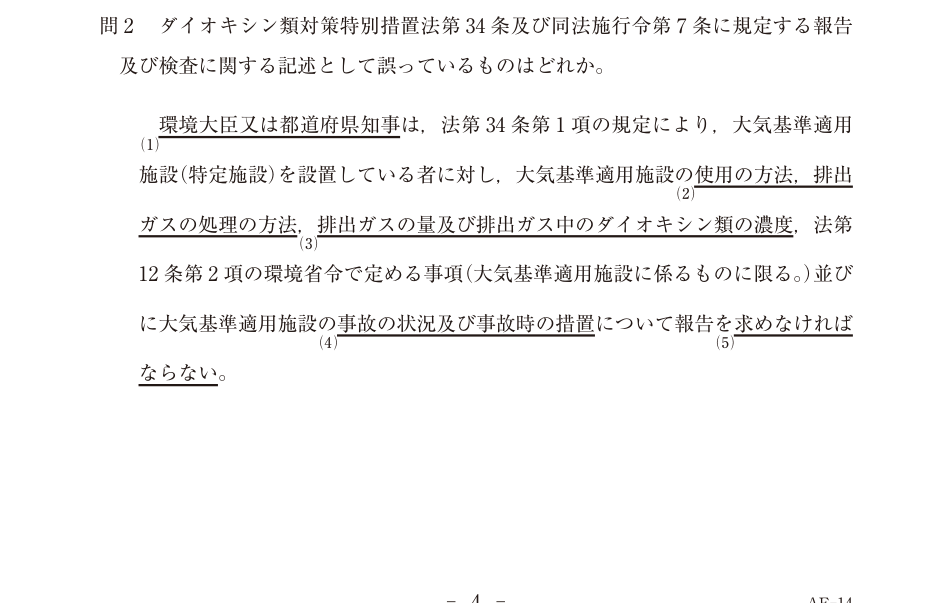 問2　ダイオキシン類対策特別措置法第34条及び同法施行令第7条に規定する報告
及び検査に関する記述として誤っているものはどれか。
環境大臣又は都道府県知事は，法第34条第1項の規定により，大気基準適用
(1)
施設(特定施設)を設置している者に対し，大気基準適用施設の使用の方法，排出
(2)
ガスの処理の方法，排出ガスの量及び排出ガス中のダイオキシン類の濃度，法第
(3)
12条第2項の環境省令で定める事項(大気基準適用施設に係るものに限る。)並び
に大気基準適用施設の事故の状況及び事故時の措置について報告を求めなければ
(4) (5)
ならない。
– 4 –